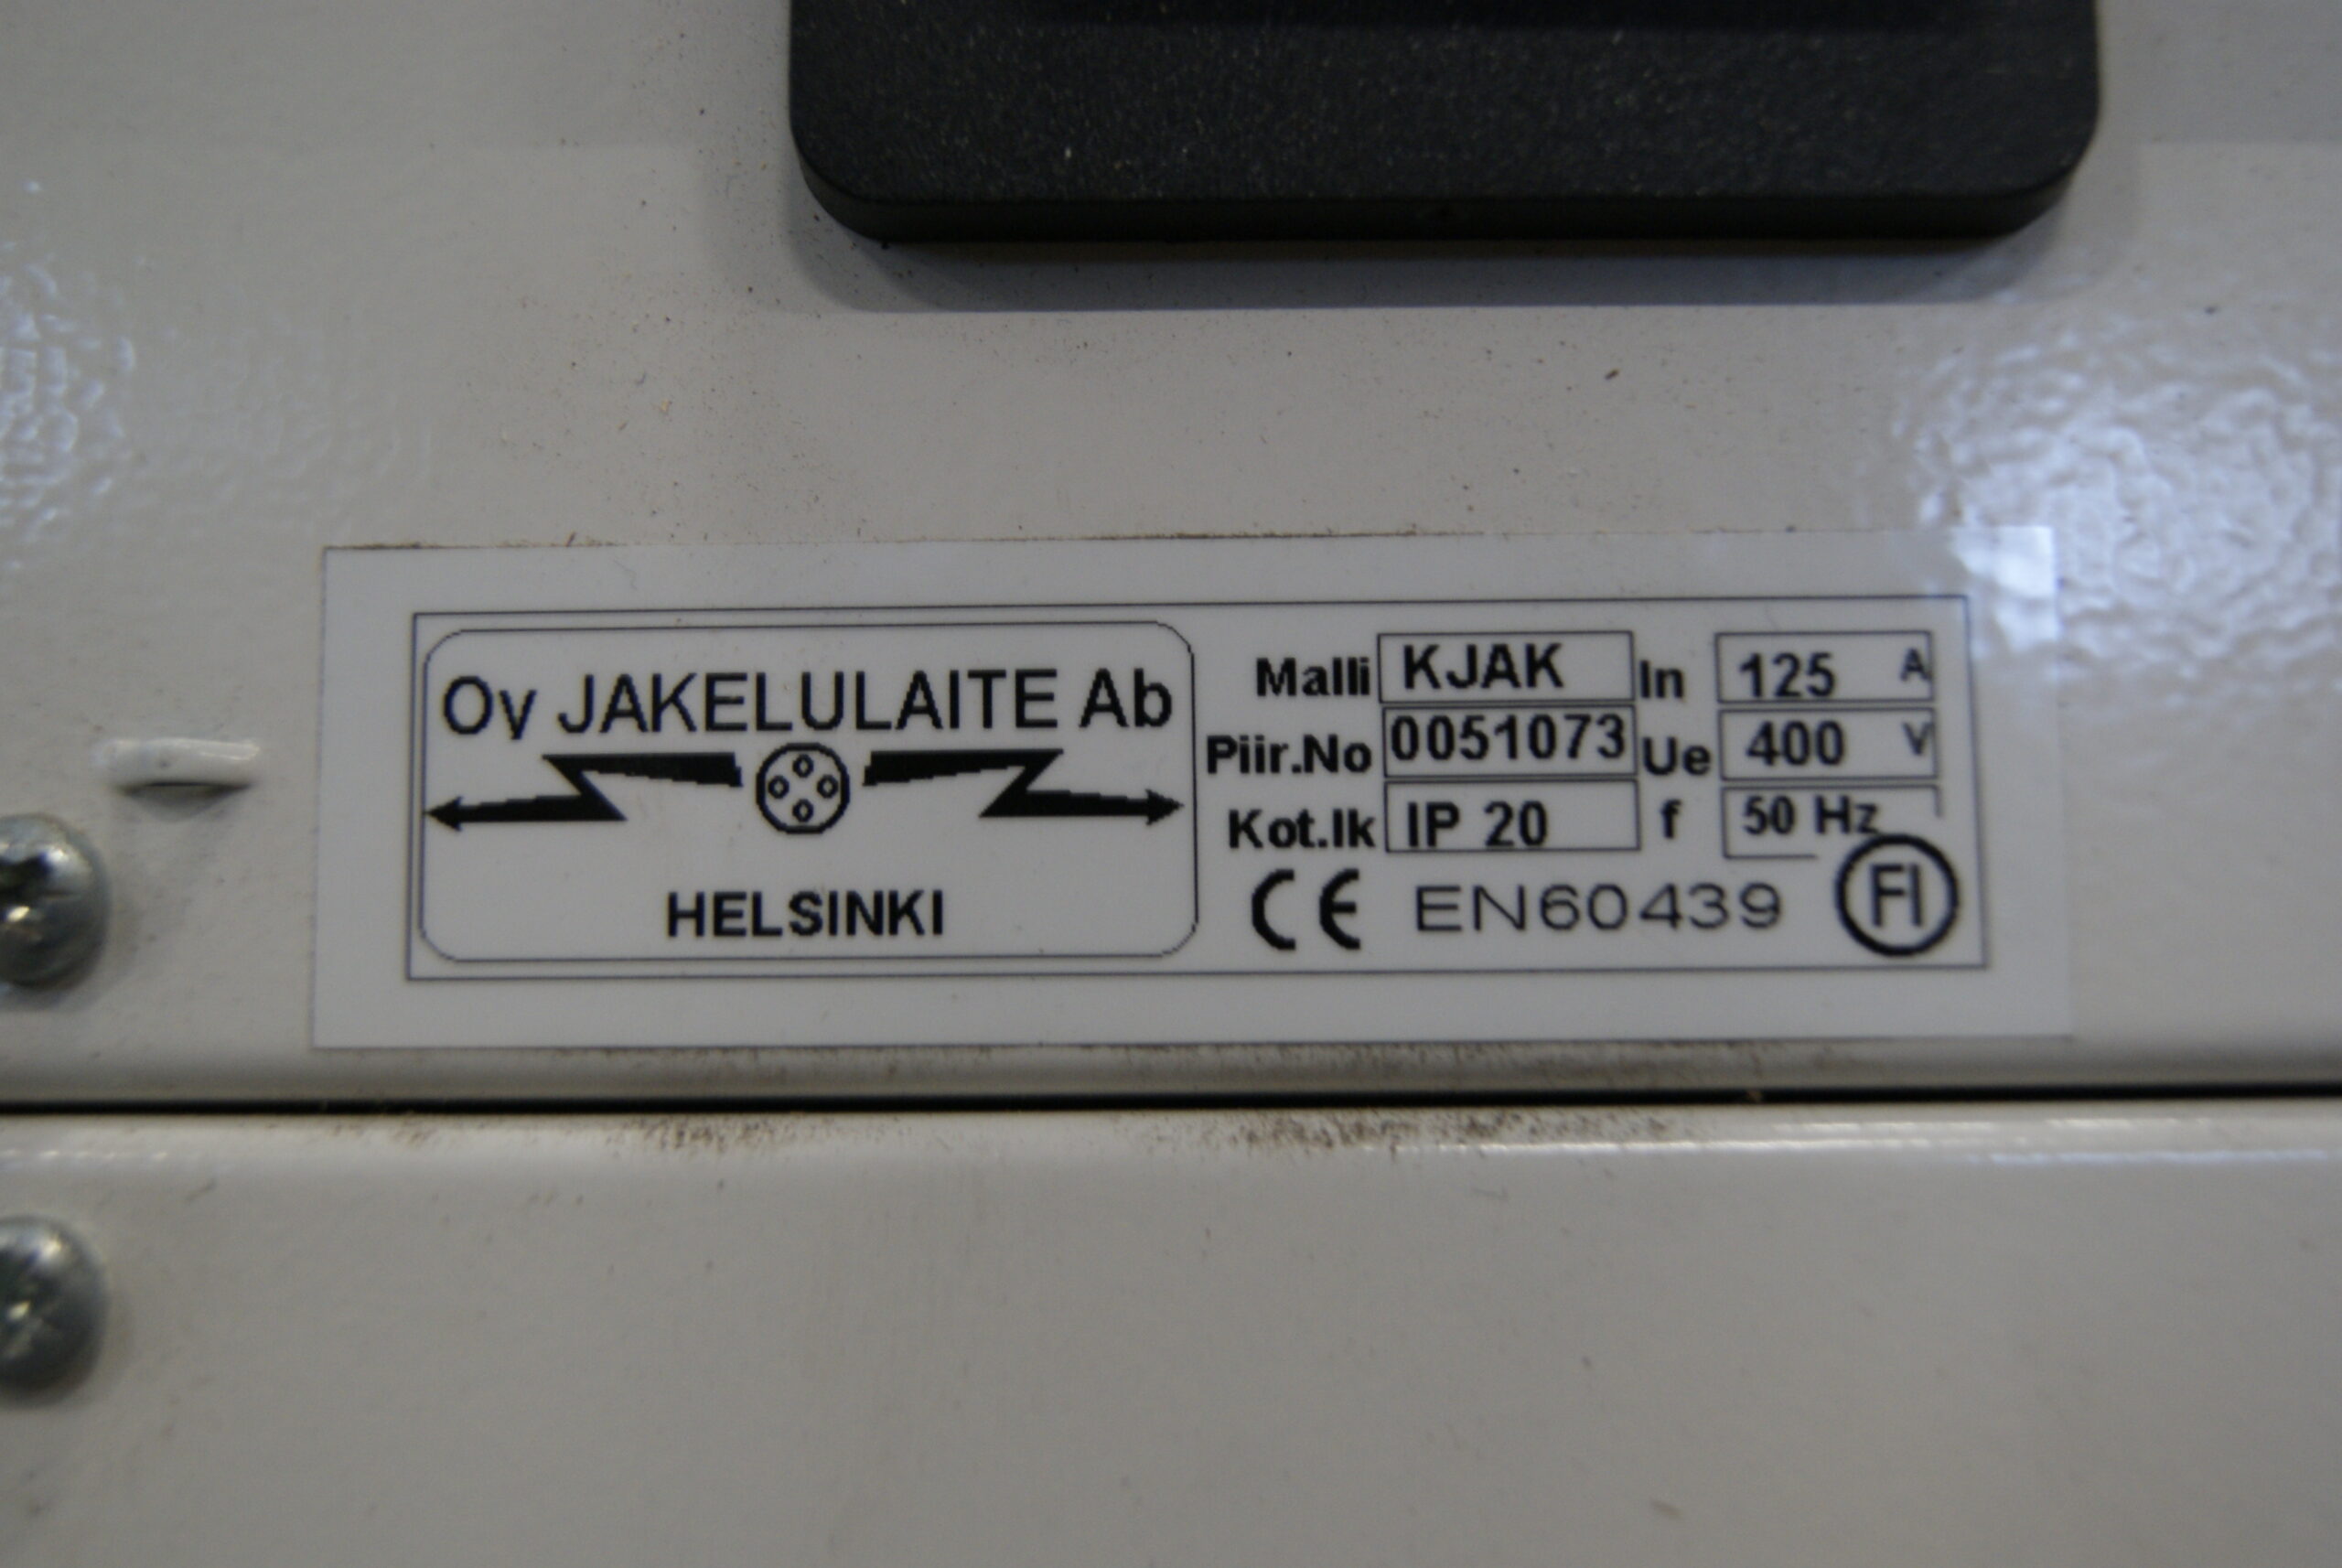 Oy JAKELULAITE Ab
HELSINKI
Malli KJAK In 125 A
Piir.No 0051073 Ue 400 V
Kot.lk IP 20 f 50 Hz
CE EN60439 FI